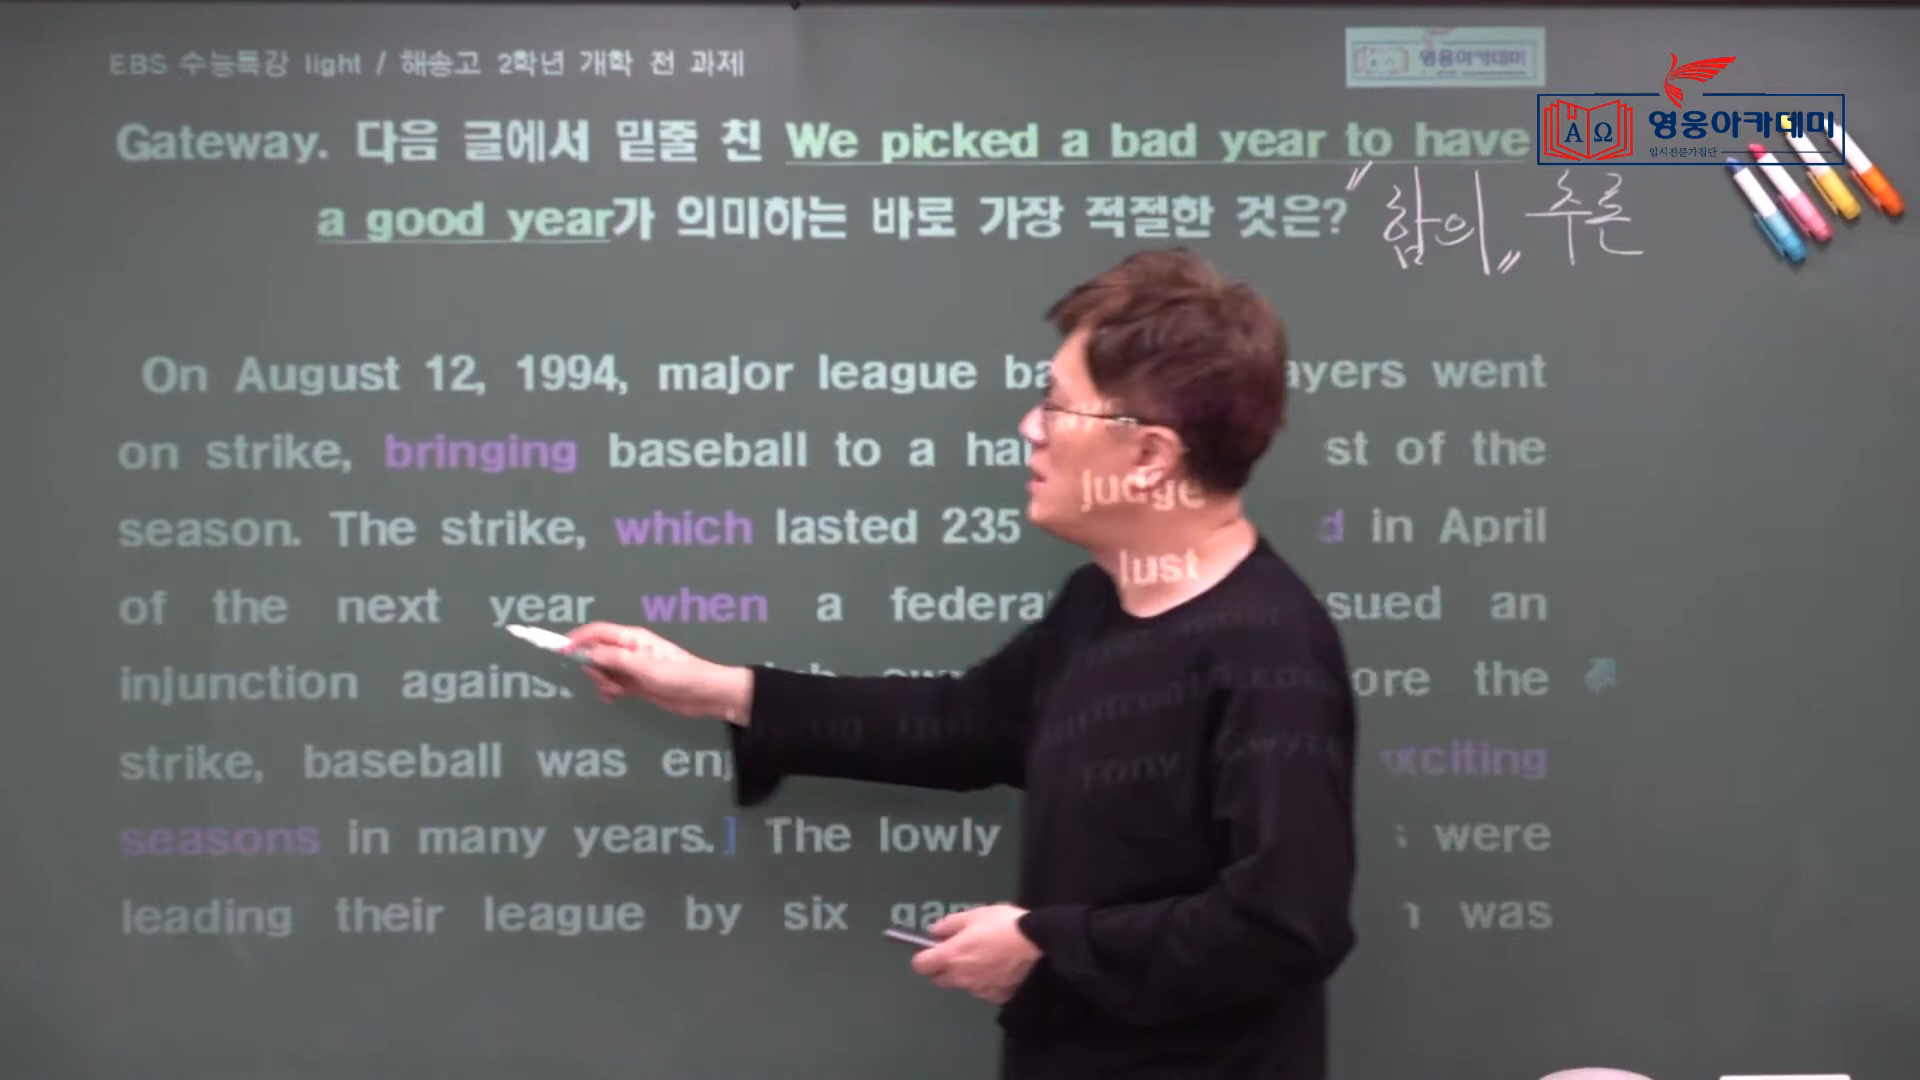 EBS 수능특강 light / 해송고 2학년 개학 전 과제
영웅아카데미
A Ω 영웅아카데미
입시전문가집단
Gateway. 다음 글에서 밑줄 친 We picked a bad year to have
a good year가 의미하는 바로 가장 적절한 것은? "함의" 추론
On August 12, 1994, major league ayers went
on strike, bringing baseball to a st of the
season. The strike, which lasted 235 in April
of the next year when a federa sued an
injunction against ore the
strike, baseball was exciting
seasons in many years.] The lowly were
leading their league by six was
judge
lust
Pony